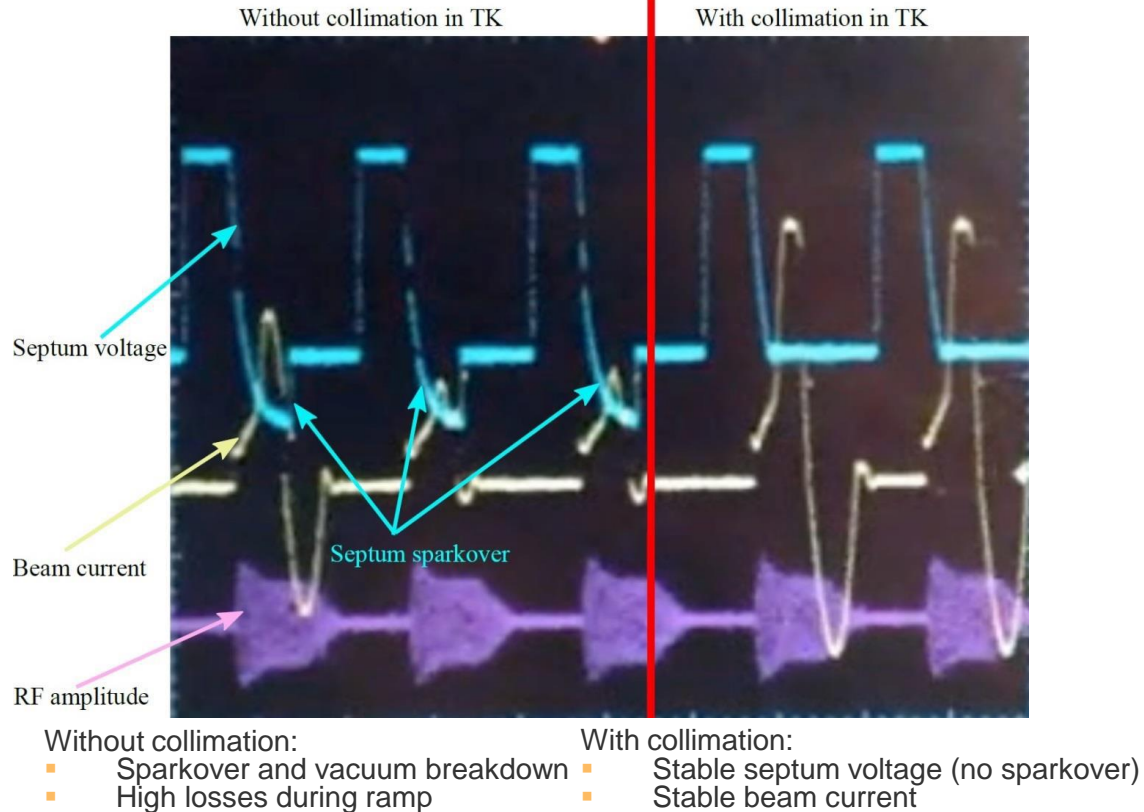 Without collimation in TK
With collimation in TK
Septum voltage
Septum sparkover
Beam current
RF amplitude
Without collimation:
▪ Sparkover and vacuum breakdown
▪ High losses during ramp
With collimation:
▪ Stable septum voltage (no sparkover)
▪ Stable beam current